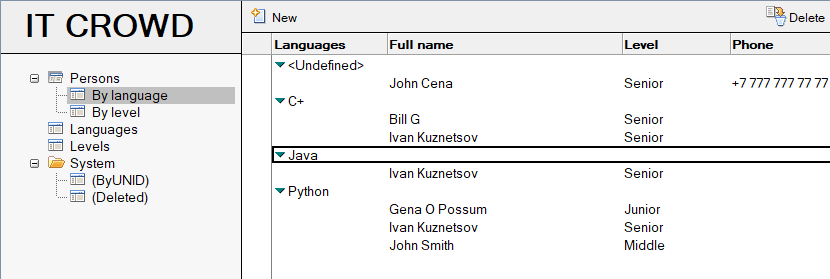 IT CROWD
Persons
By language
By level
Languages
Levels
System
(ByUNID)
(Deleted)
New Delete
Languages Full name Level Phone
<Undefined>
John Cena Senior +7 777 777 77 77
C+
Bill G Senior
Ivan Kuznetsov Senior
Java
Ivan Kuznetsov Senior
Python
Gena O Possum Junior
Ivan Kuznetsov Senior
John Smith Middle